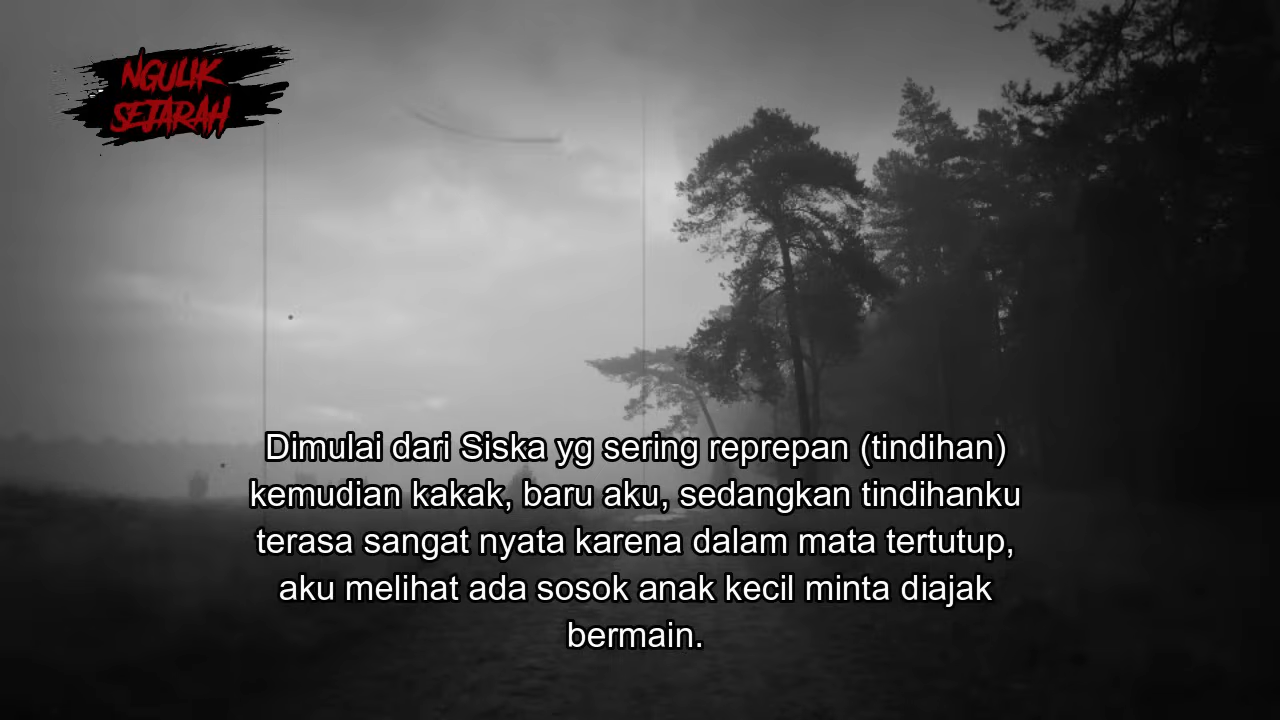 NGULIK
SEJARAH
Dimulai dari Siska yg sering reprepan (tindihan)
kemudian kakak, baru aku, sedangkan tindihanku
terasa sangat nyata karena dalam mata tertutup,
aku melihat ada sosok anak kecil minta diajak
bermain.